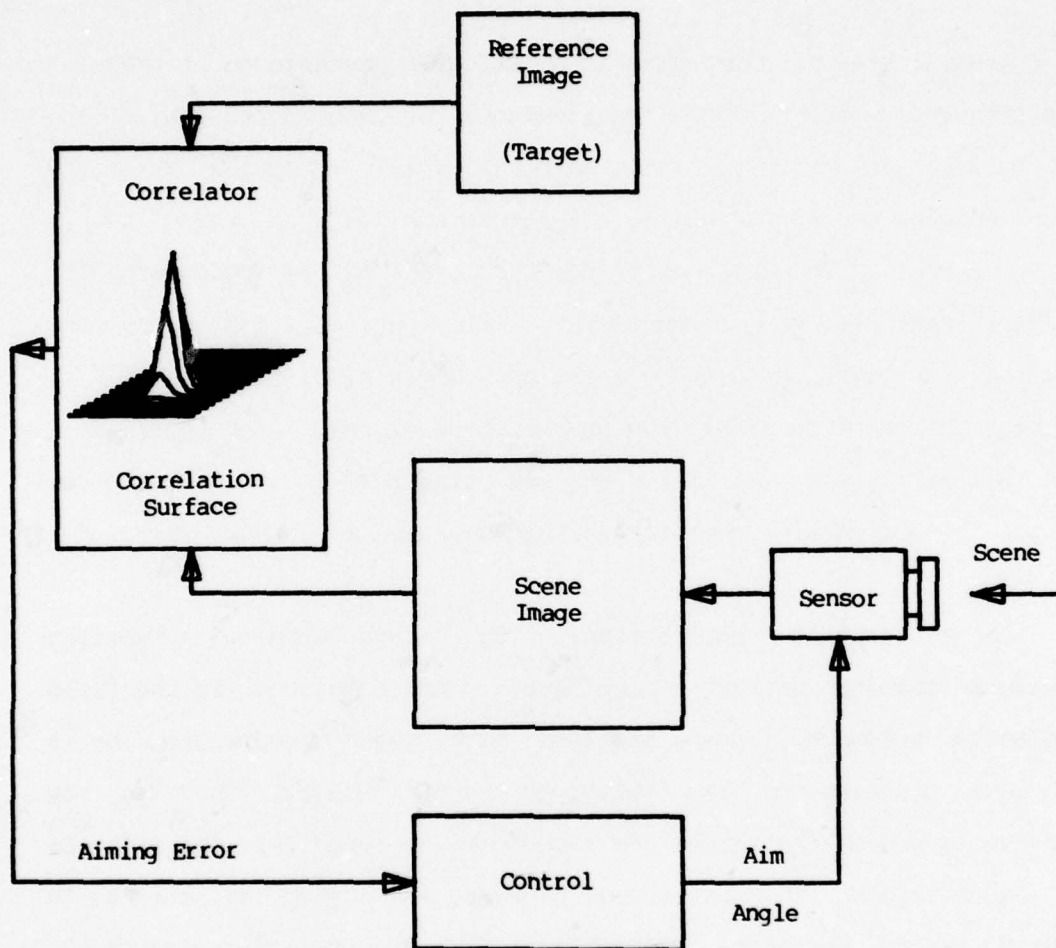 Reference
Image
(Target)
Correlator
Correlation
Surface
Scene
Image
Sensor
Scene
Aiming Error
Control
Aim
Angle